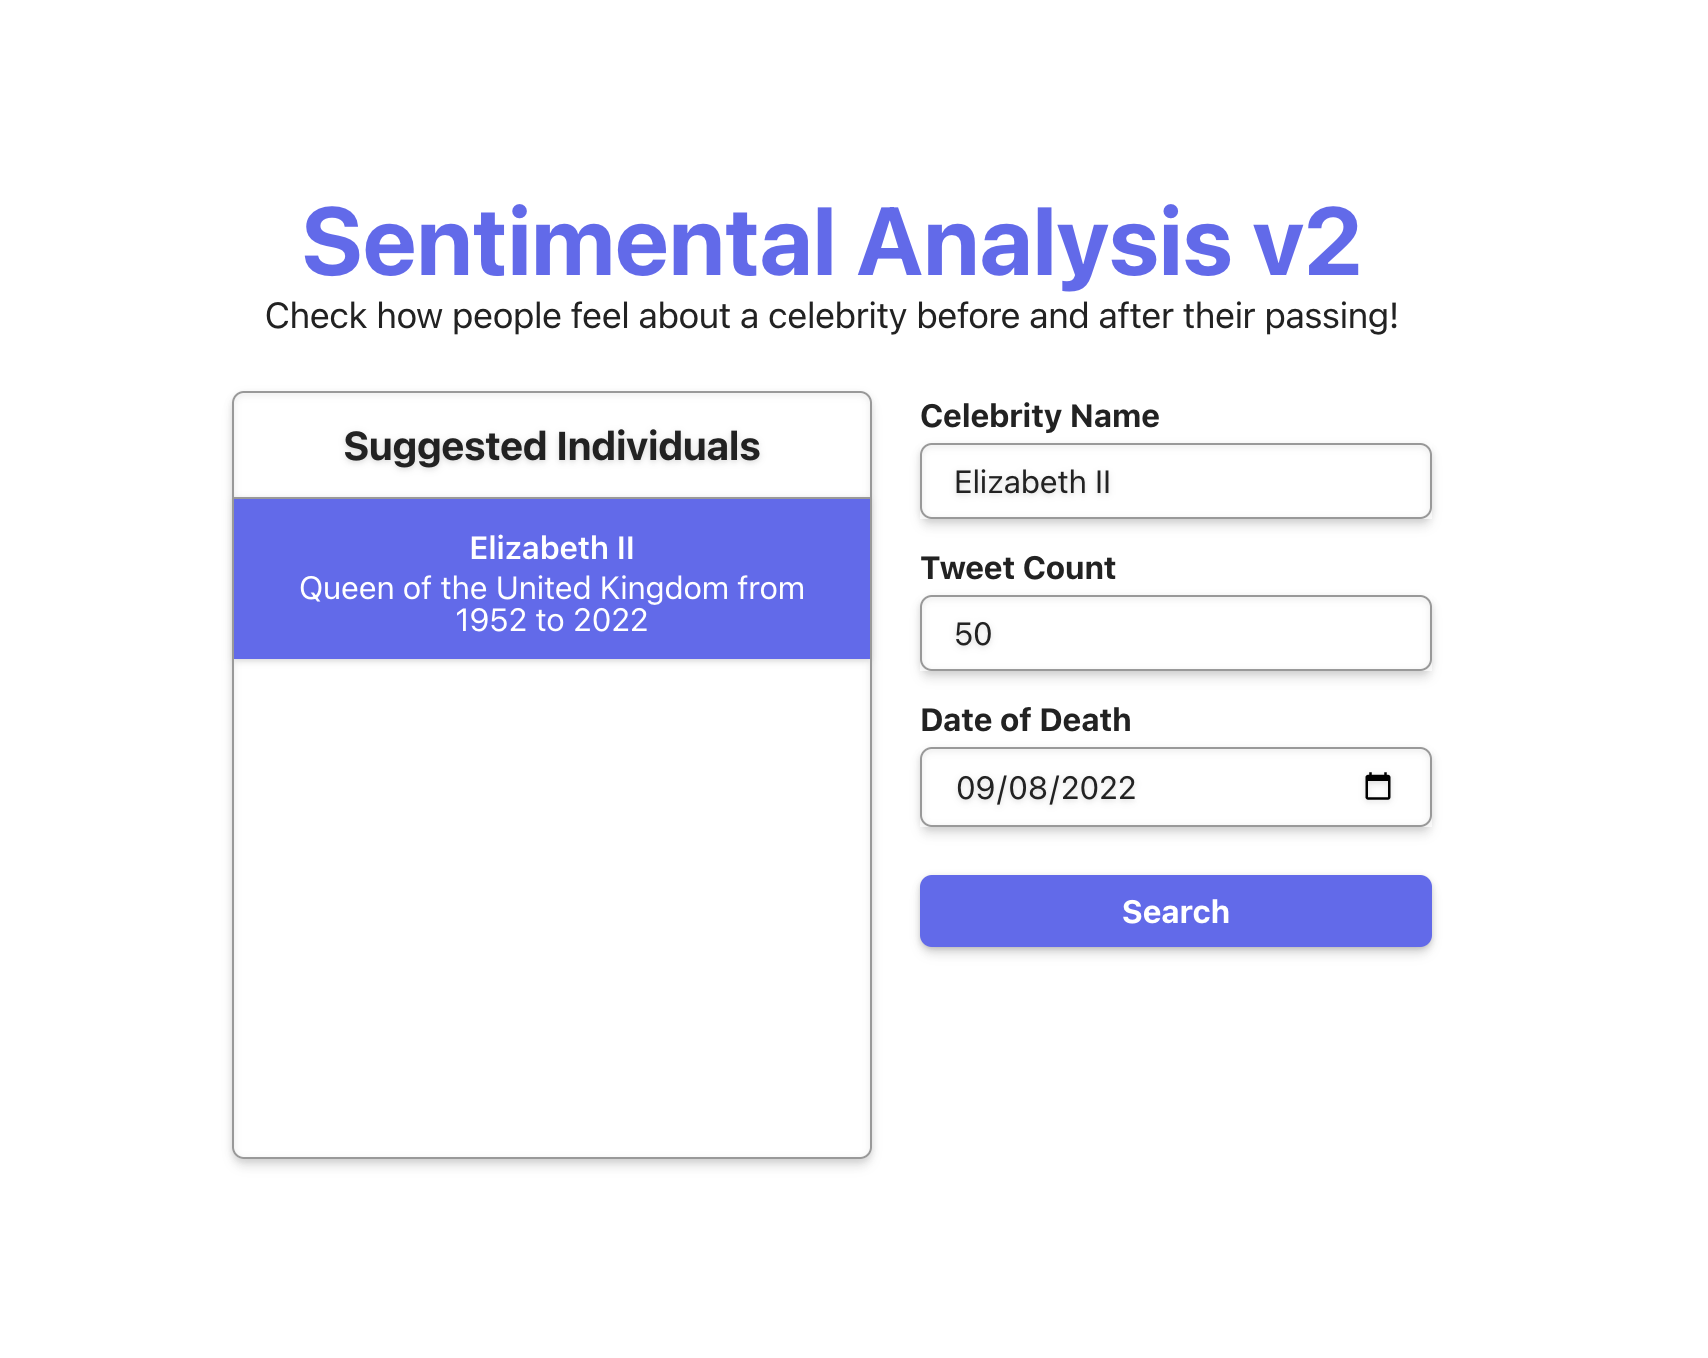 Sentimental Analysis v2
Check how people feel about a celebrity before and after their passing!
Suggested Individuals
Elizabeth II
Queen of the United Kingdom from
1952 to 2022
Celebrity Name
Elizabeth II
Tweet Count
50
Date of Death
09/08/2022
Search